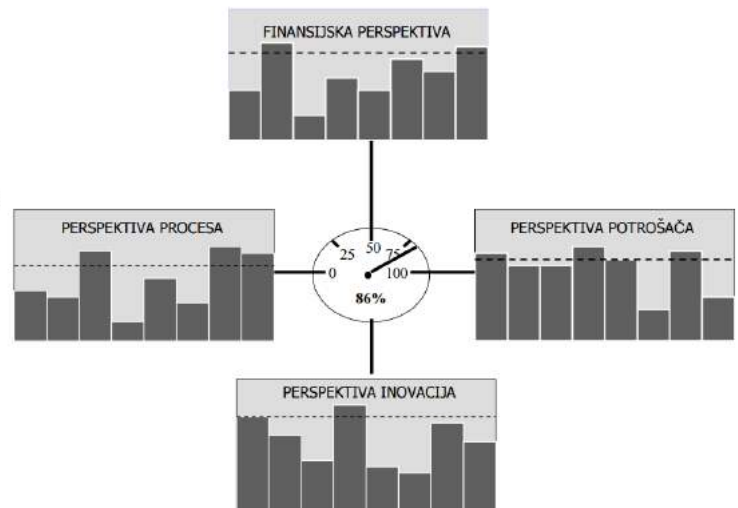 FINANSIJSKA PERSPEKTIVA
PERSPEKTIVA PROCESA
0
25
50
75
100
86%
PERSPEKTIVA POTROŠAČA
PERSPEKTIVA INOVACIJA